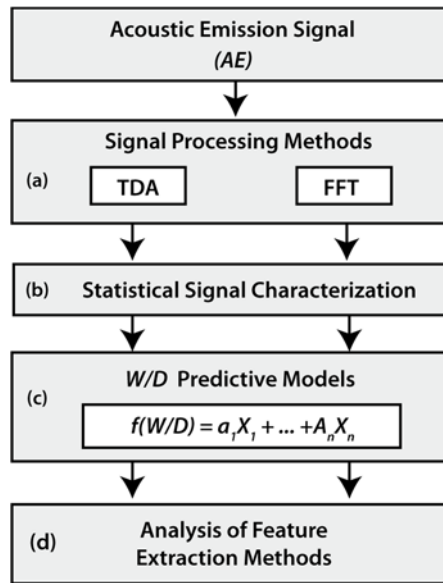 Acoustic Emission Signal
(AE)
Signal Processing Methods
(a)
TDA FFT
(b) Statistical Signal Characterization
W/D Predictive Models
(c)
f(W/D) = a₁X₁ + ... +AₙXₙ
(d) Analysis of Feature
Extraction Methods